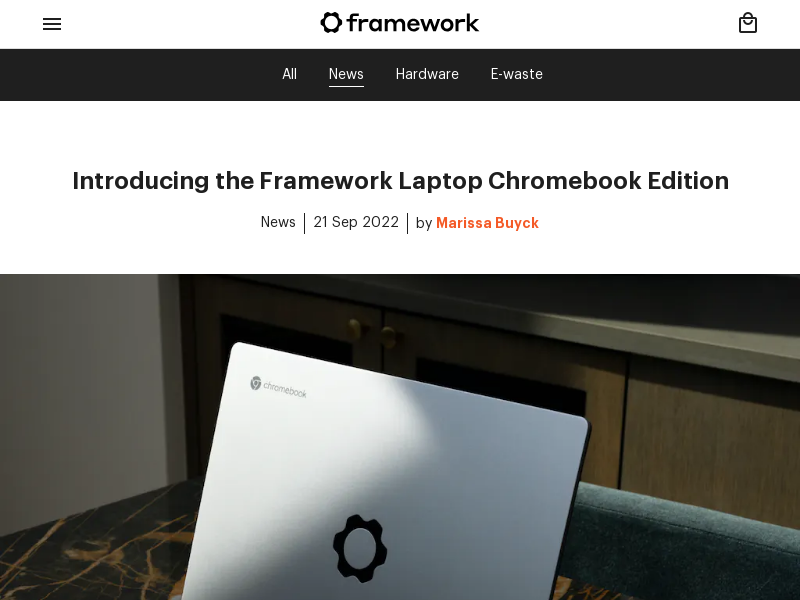 framework
All News Hardware E-waste
Introducing the Framework Laptop Chromebook Edition
News 21 Sep 2022 by Marissa Buyck
chromebook